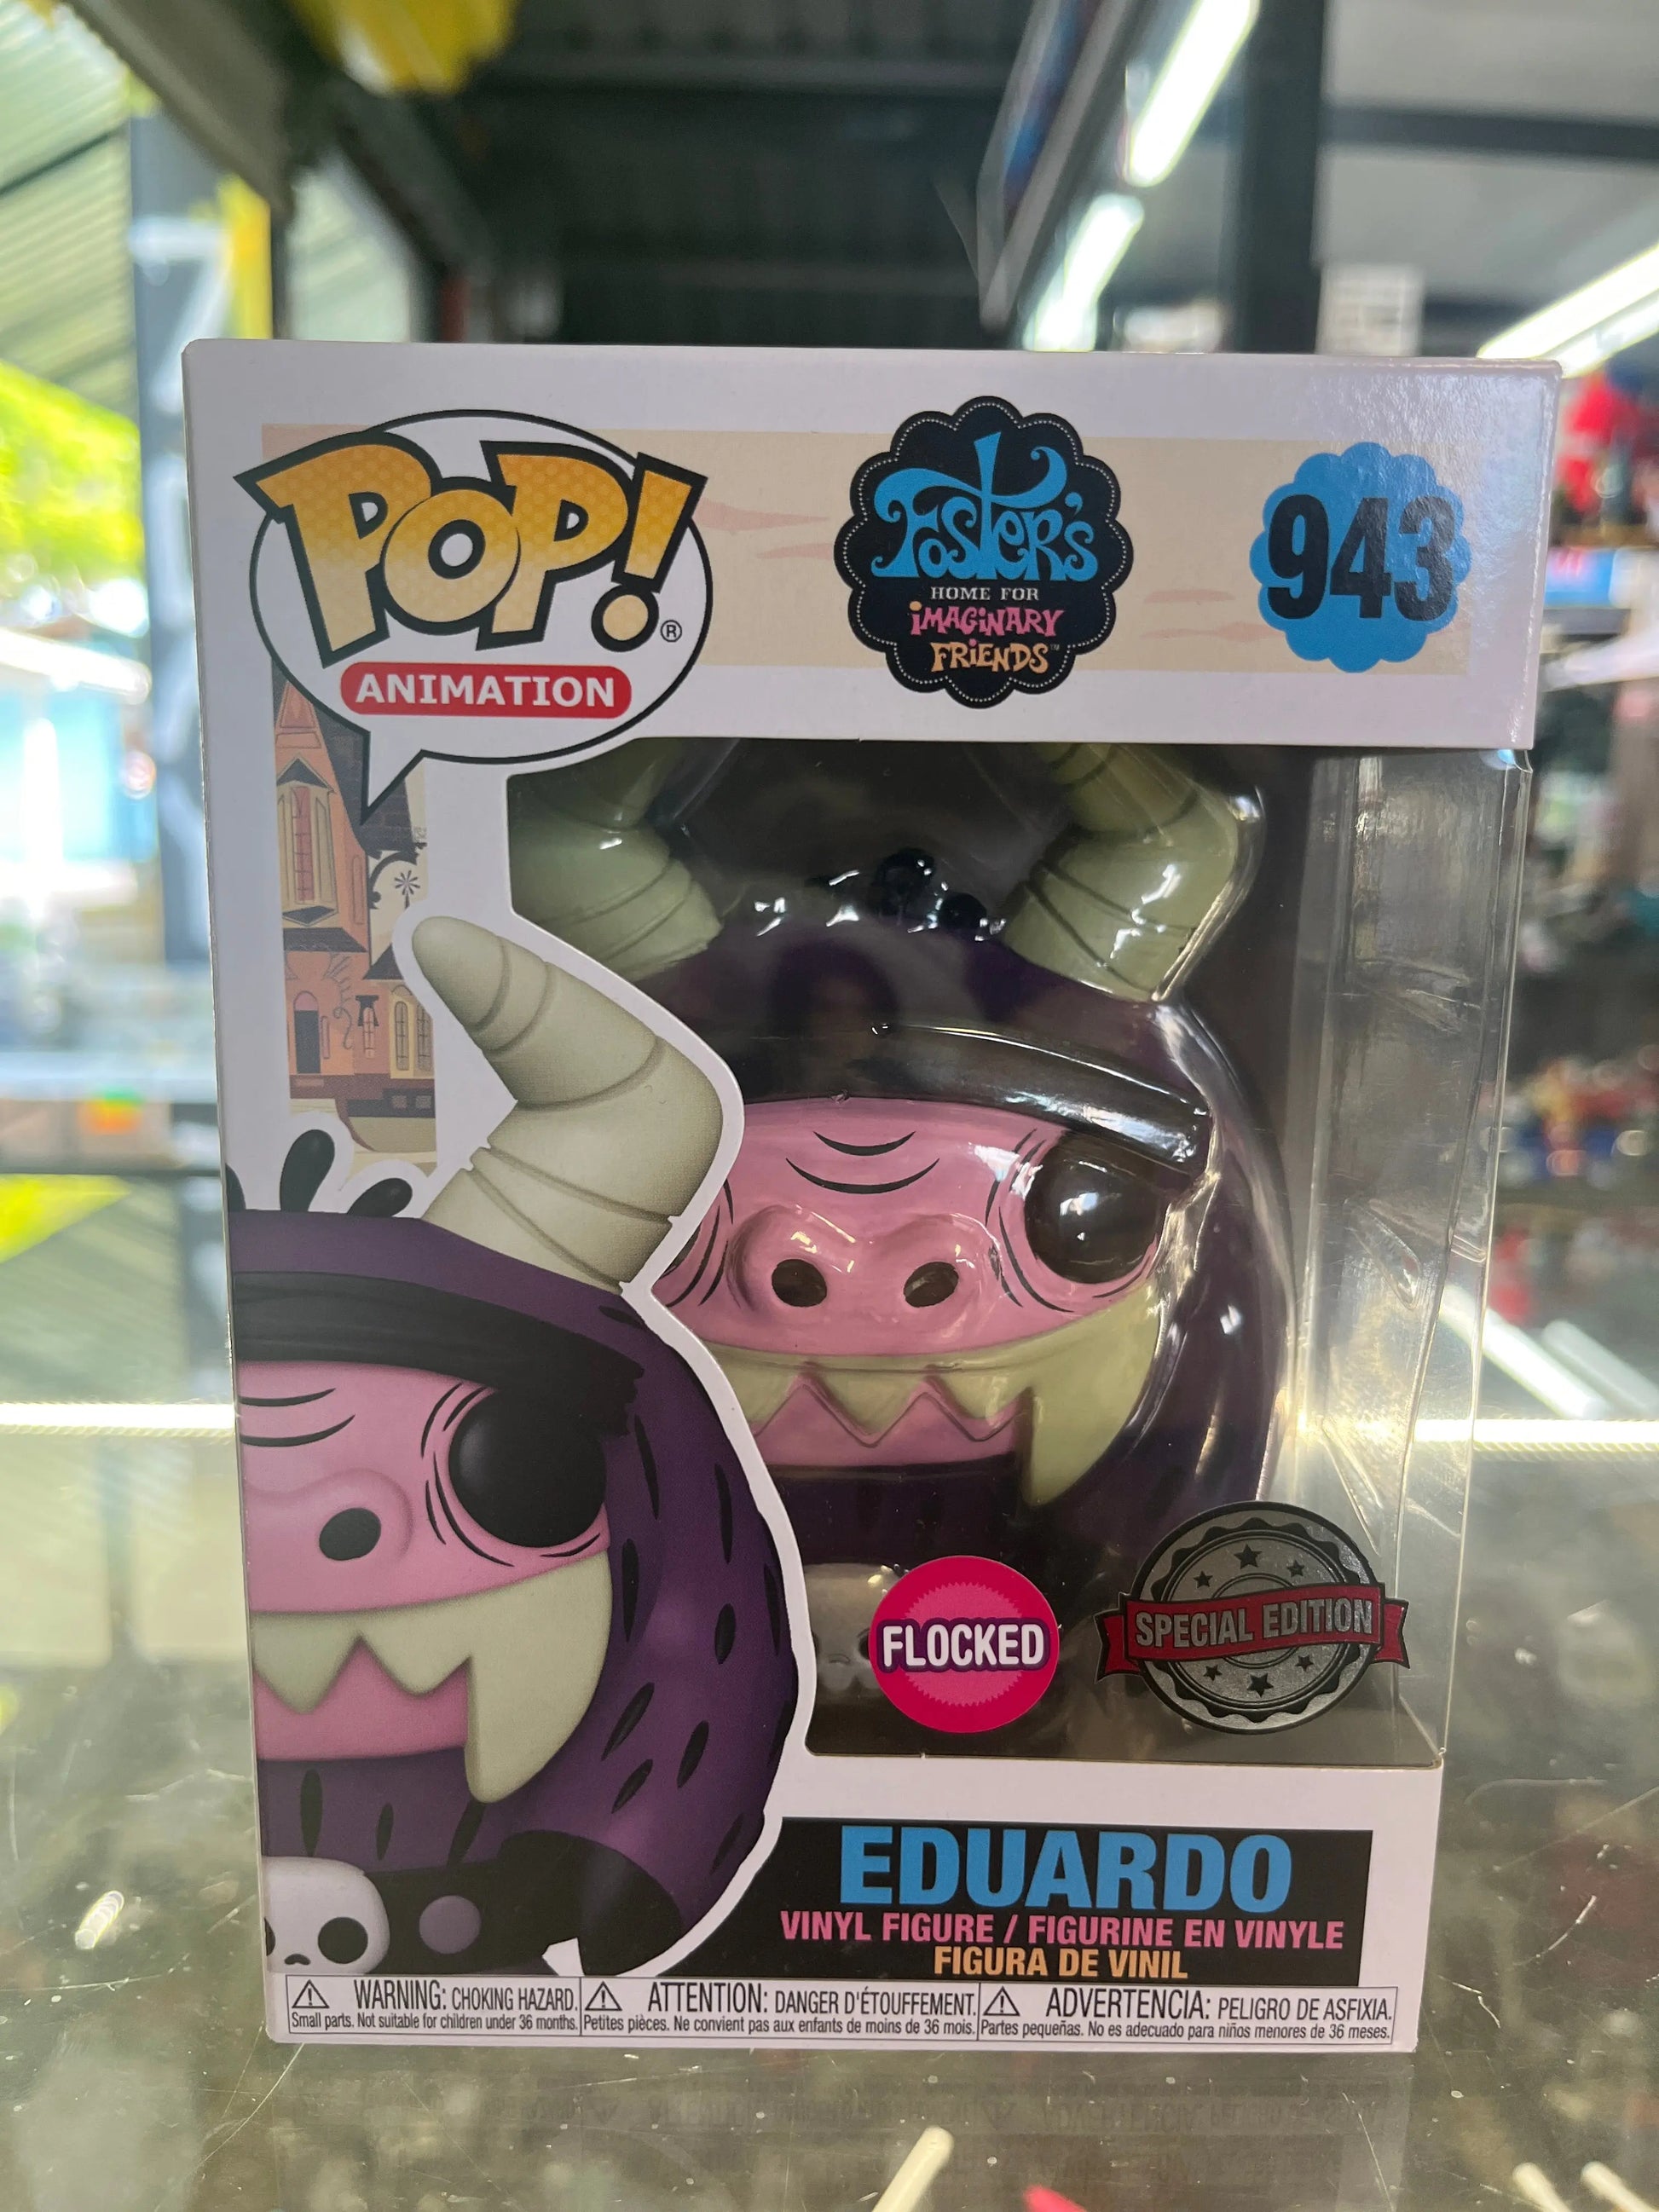 POP!®
ANIMATION
Foster's
HOME FOR
iMAGiNARY
FRiENDS™
943
FLOCKED
SPECIAL EDITION
EDUARDO
VINYL FIGURE / FIGURINE EN VINYLE
FIGURA DE VINIL
WARNING: CHOKING HAZARD.
Small parts. Not suitable for children under 36 months.
ATTENTION: DANGER D'ÉTOUFFEMENT.
Petites pièces. Ne convient pas aux enfants de moins de 36 mois.
ADVERTENCIA: PELIGRO DE ASFIXIA.
Partes pequeñas. No es adecuado para niños menores de 36 meses.